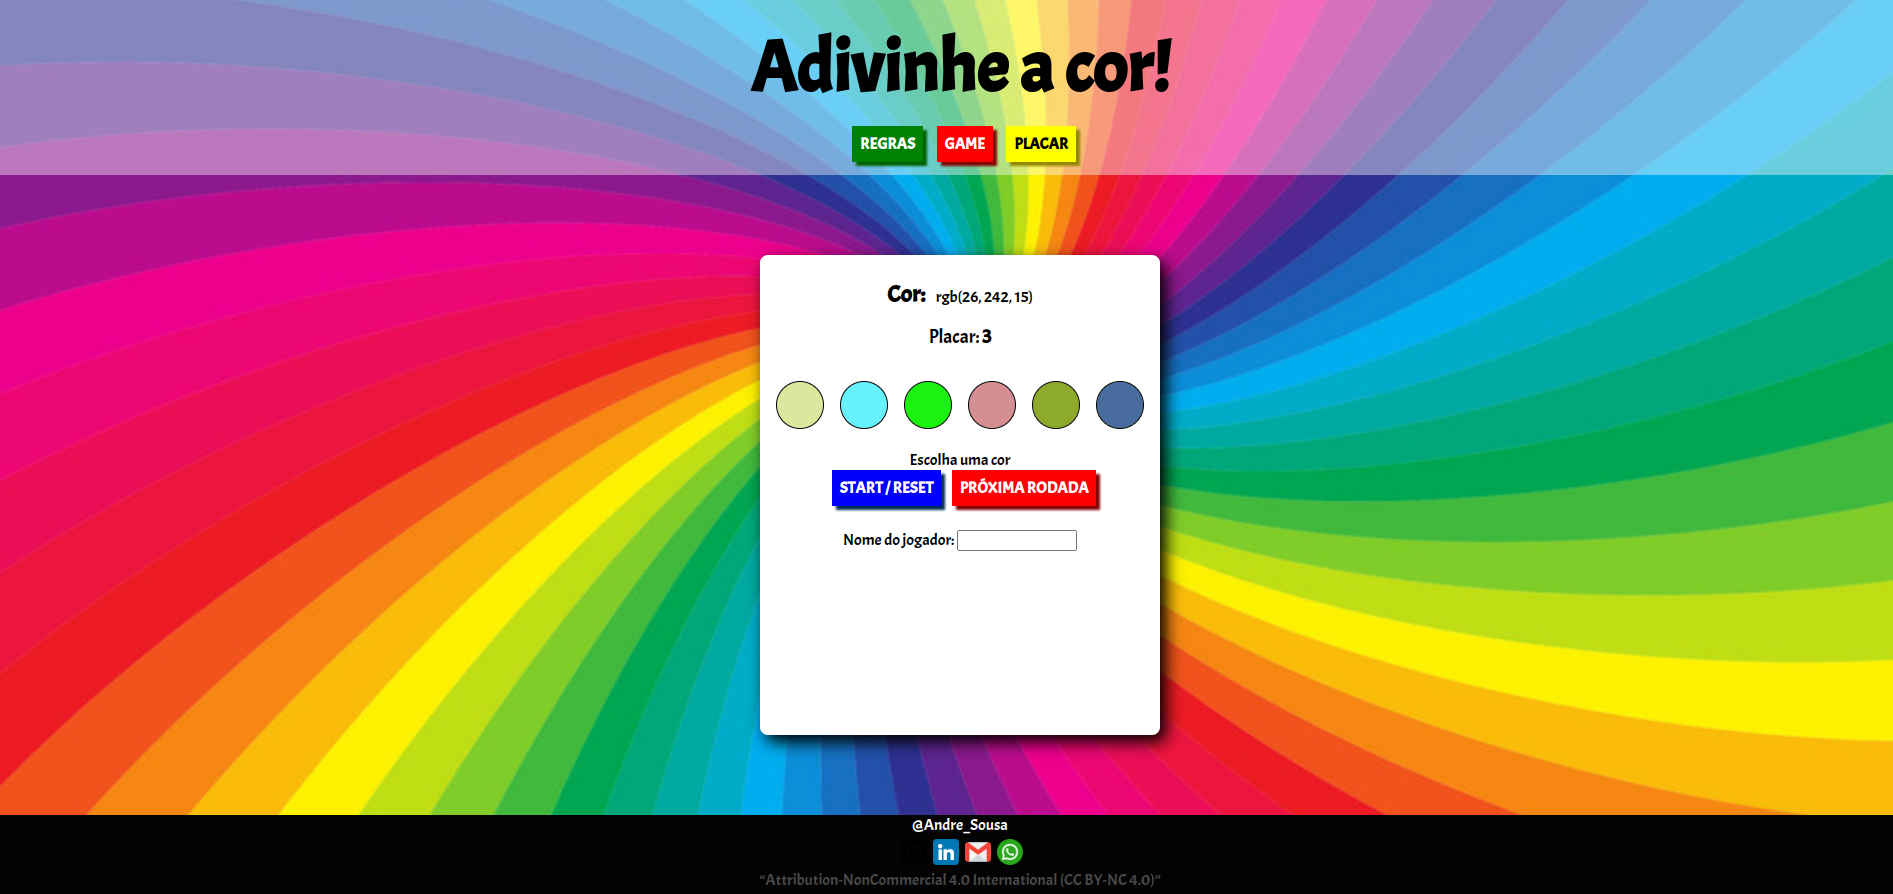 Adivinhe a cor!
REGRAS GAME PLACAR
Cor: rgb(26, 242, 15)
Placar: 3
Escolha uma cor
START / RESET PRÓXIMA RODADA
Nome do jogador:
@Andre_Sousa
in
“Attribution-NonCommercial 4.0 International (CC BY-NC 4.0)”